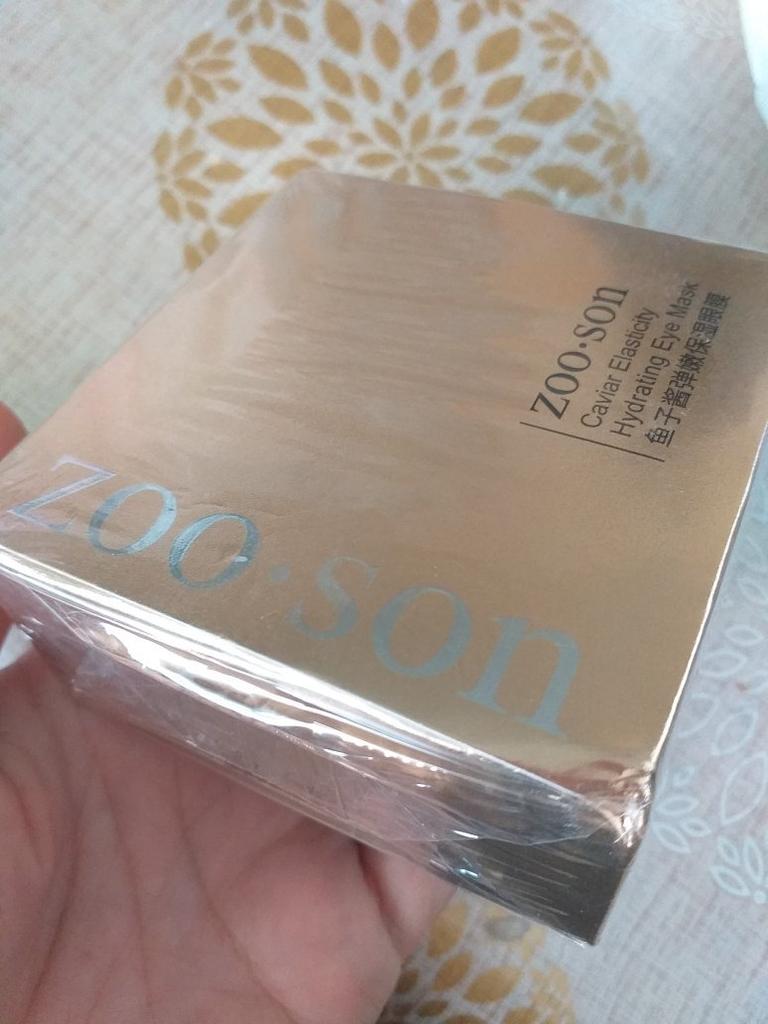 zoo·son
Caviar Elasticity
Hydrating Eye Mask
鱼子酱弹嫩保湿眼膜
zoo·son